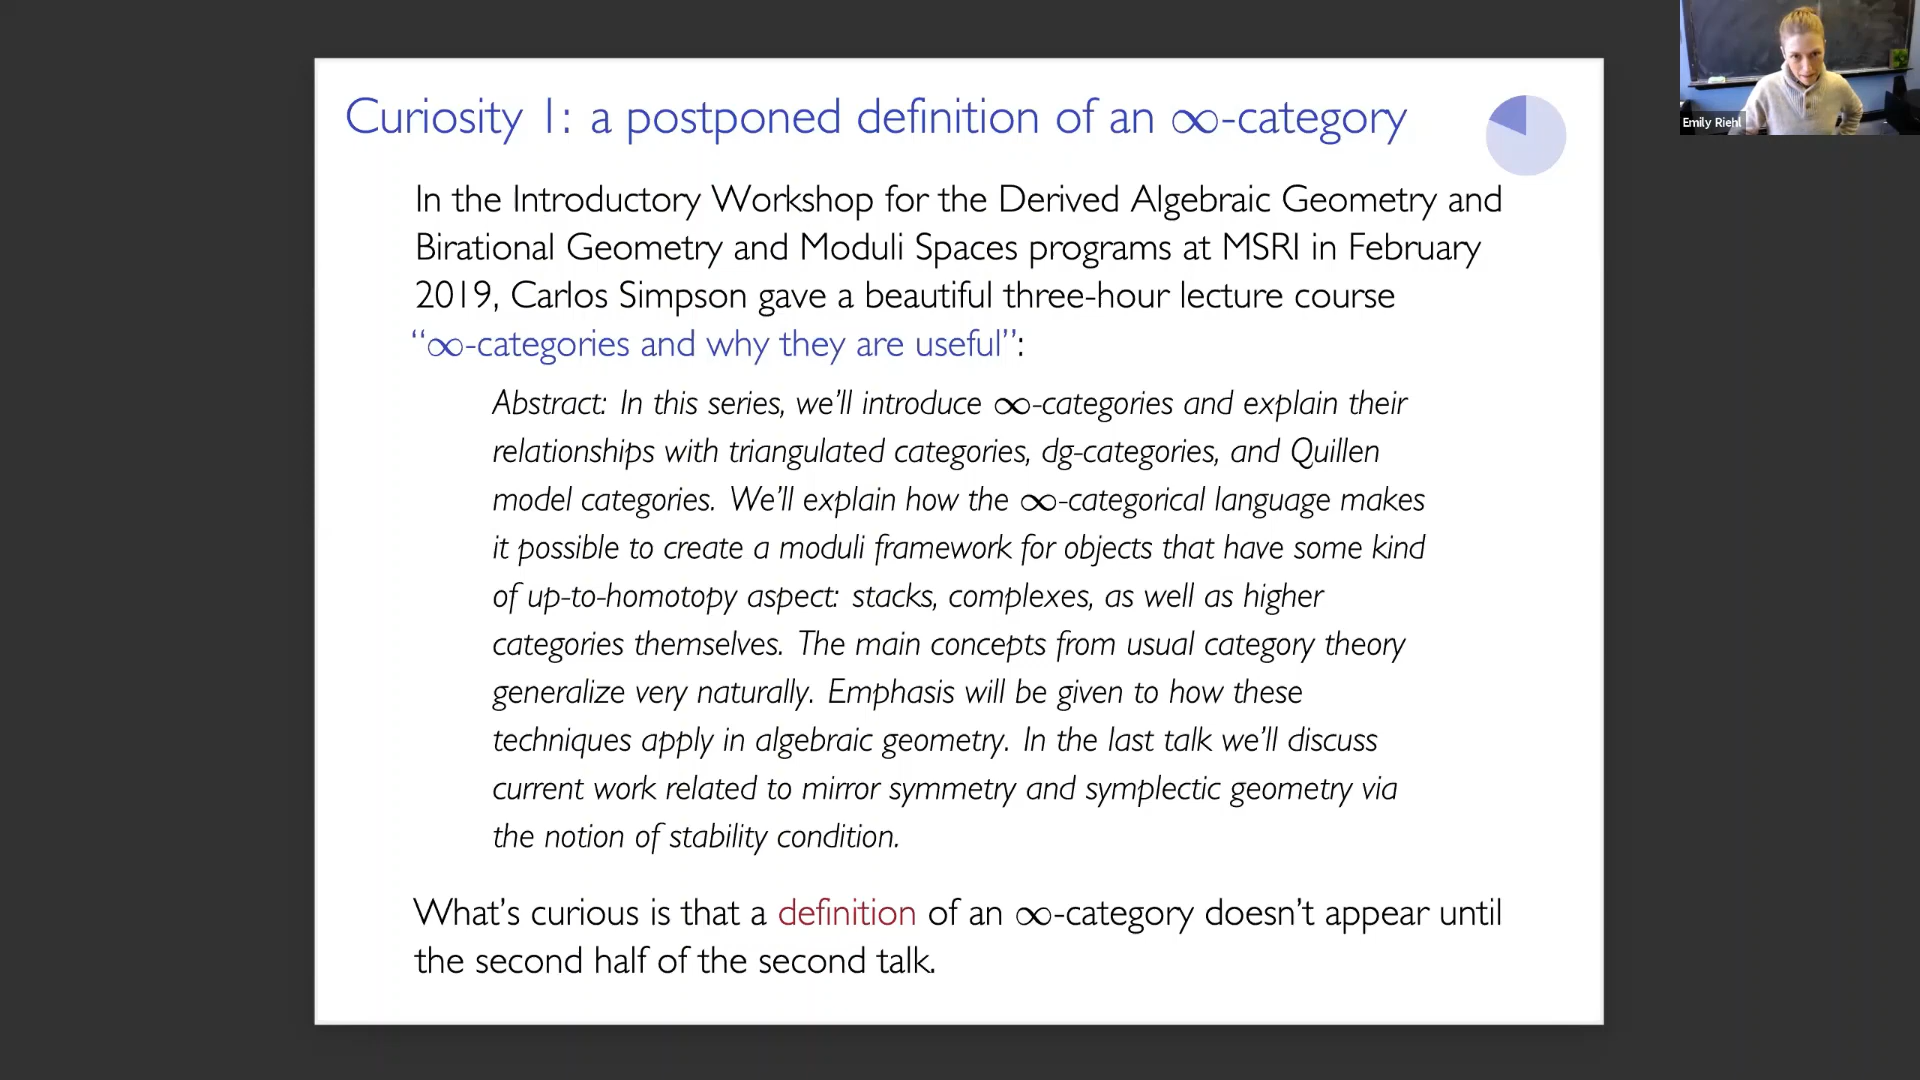 Curiosity 1: a postponed definition of an ∞-category
Emily Riehl
In the Introductory Workshop for the Derived Algebraic Geometry and
Birational Geometry and Moduli Spaces programs at MSRI in February
2019, Carlos Simpson gave a beautiful three-hour lecture course
“∞-categories and why they are useful”:
Abstract: In this series, we’ll introduce ∞-categories and explain their
relationships with triangulated categories, dg-categories, and Quillen
model categories. We’ll explain how the ∞-categorical language makes
it possible to create a moduli framework for objects that have some kind
of up-to-homotopy aspect: stacks, complexes, as well as higher
categories themselves. The main concepts from usual category theory
generalize very naturally. Emphasis will be given to how these
techniques apply in algebraic geometry. In the last talk we’ll discuss
current work related to mirror symmetry and symplectic geometry via
the notion of stability condition.
What’s curious is that a definition of an ∞-category doesn’t appear until
the second half of the second talk.